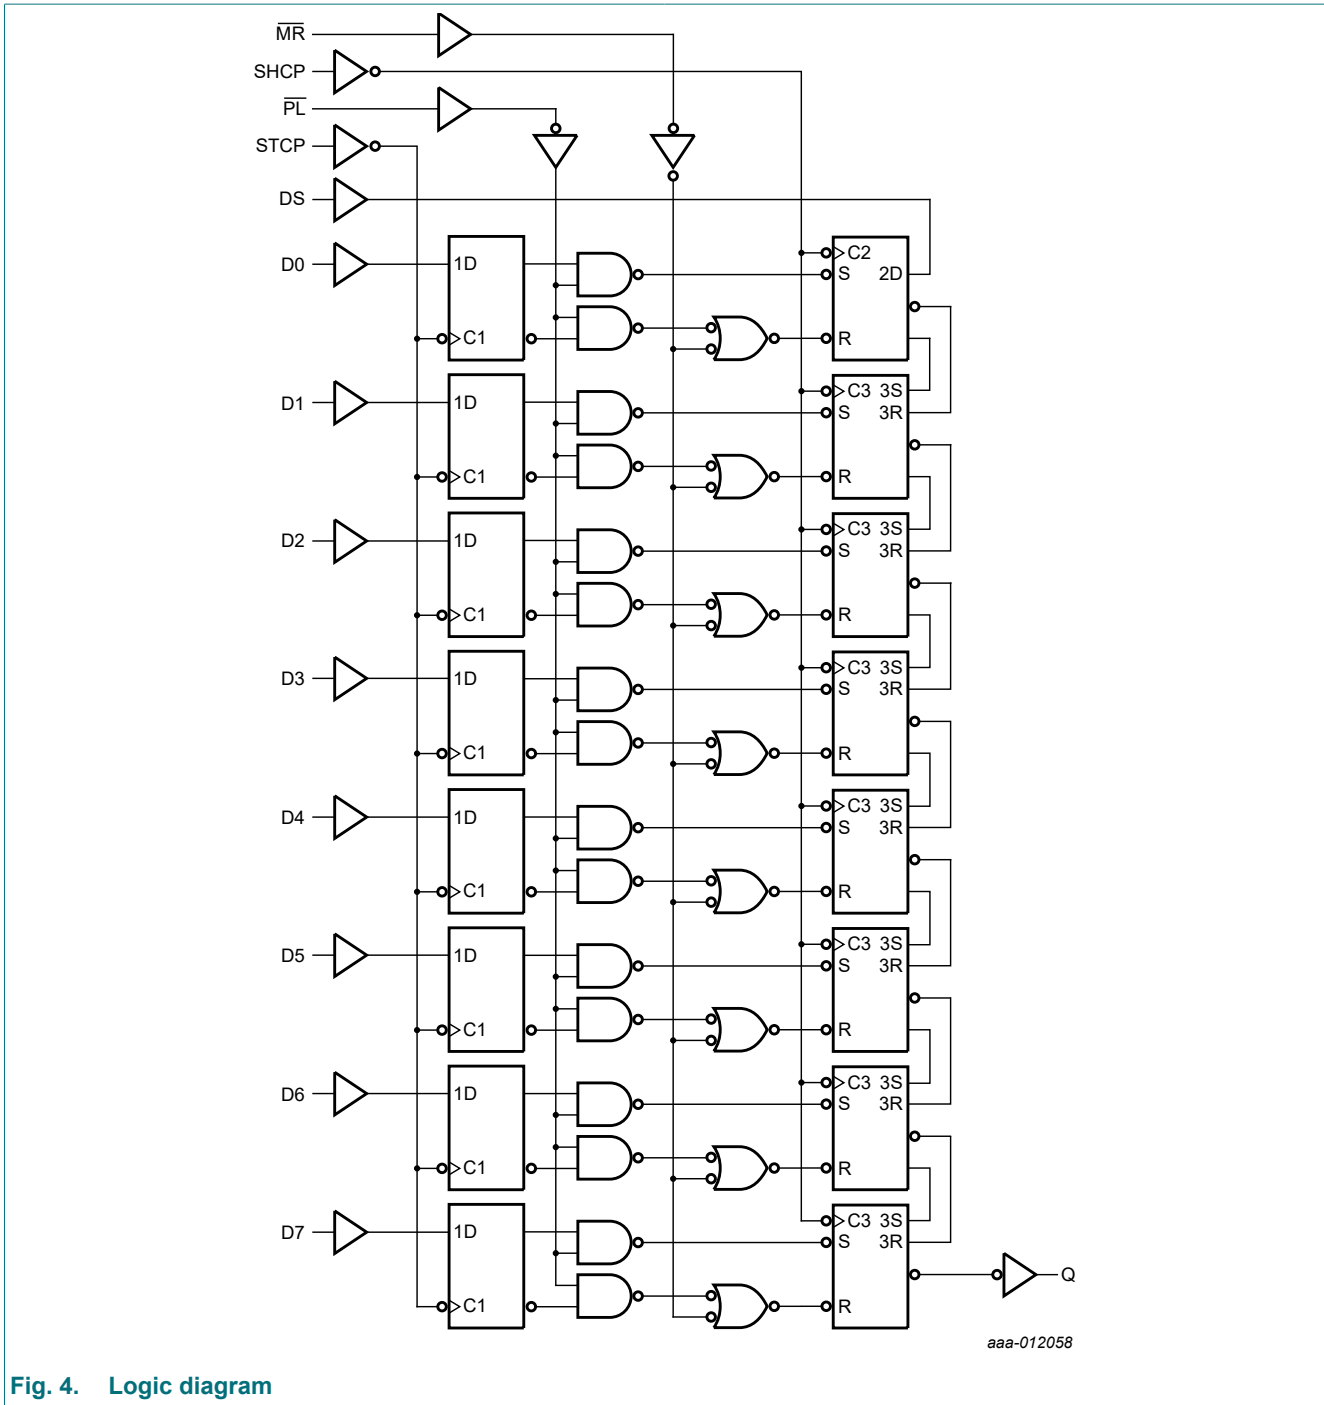 M̅R̅
SHCP
P̅L̅
STCP
DS
D0 1D C2
S 2D
C1 R
D1 1D C3 3S
S 3R
C1 R
D2 1D C3 3S
S 3R
C1 R
D3 1D C3 3S
S 3R
C1 R
D4 1D C3 3S
S 3R
C1 R
D5 1D C3 3S
S 3R
C1 R
D6 1D C3 3S
S 3R
C1 R
D7 1D C3 3S
S 3R
Q
C1 R
aaa-012058
Fig. 4. Logic diagram